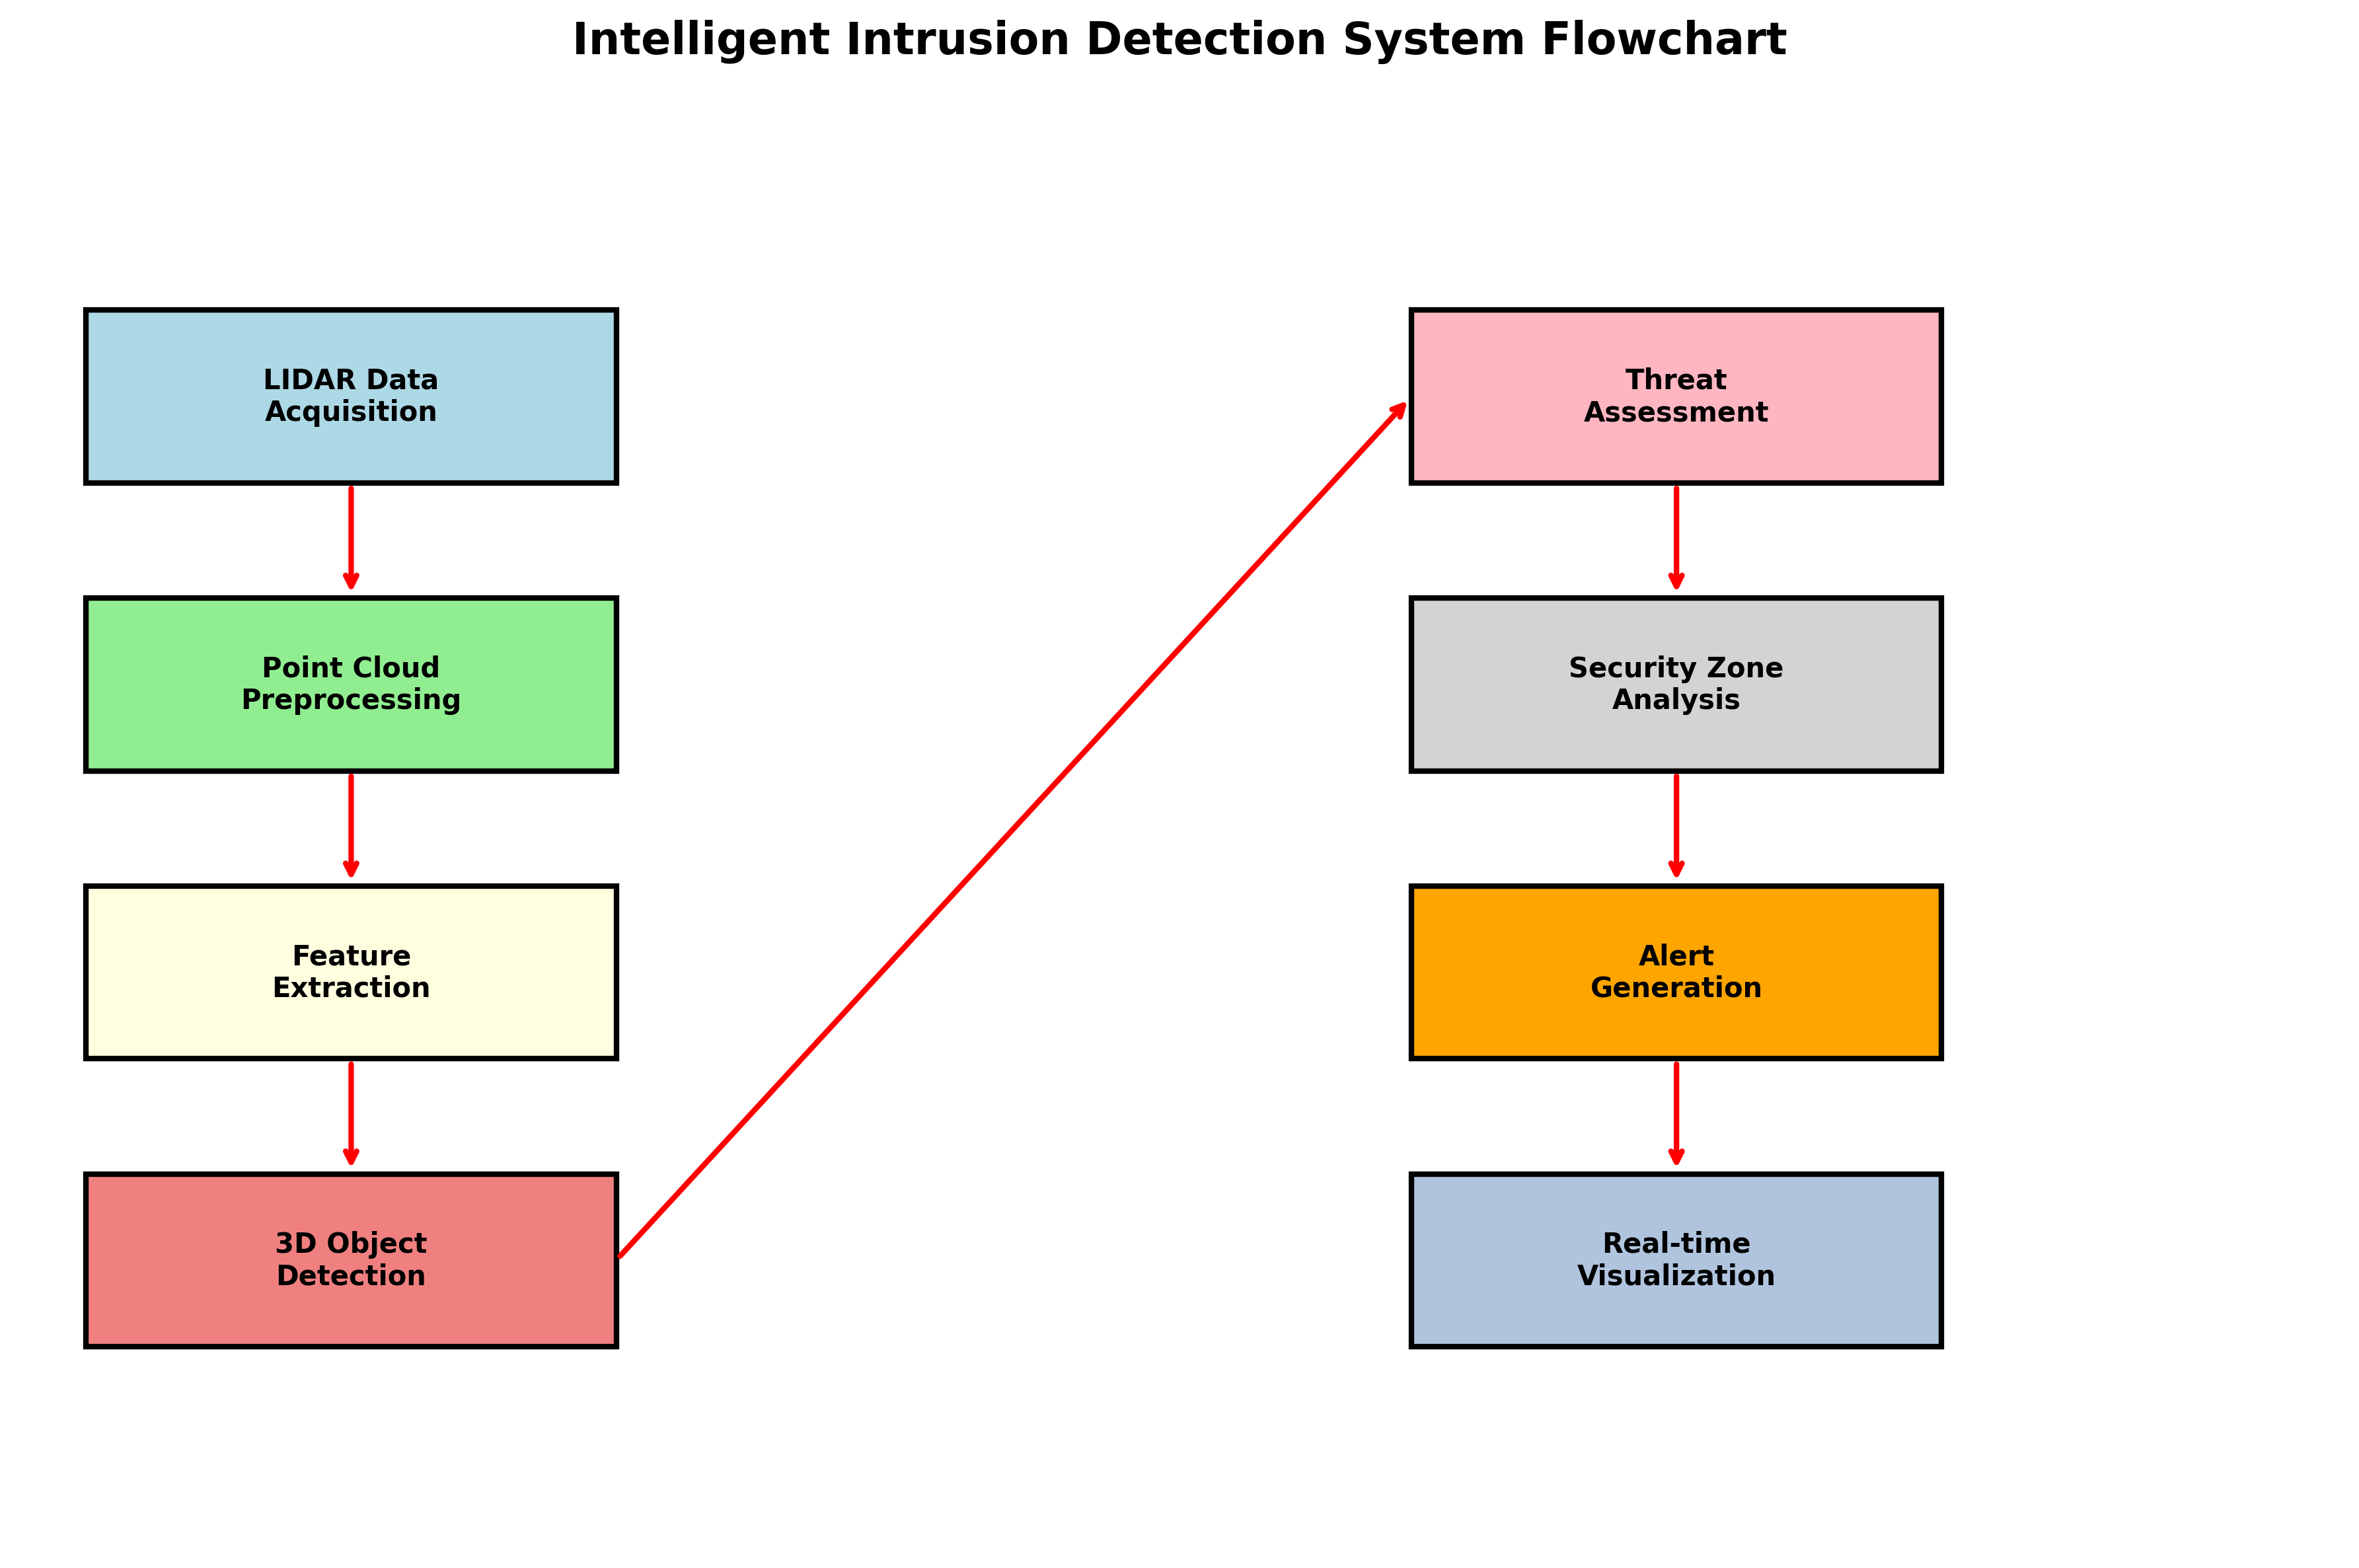 Intelligent Intrusion Detection System Flowchart
LIDAR Data
Acquisition
Point Cloud
Preprocessing
Feature
Extraction
3D Object
Detection
Threat
Assessment
Security Zone
Analysis
Alert
Generation
Real-time
Visualization